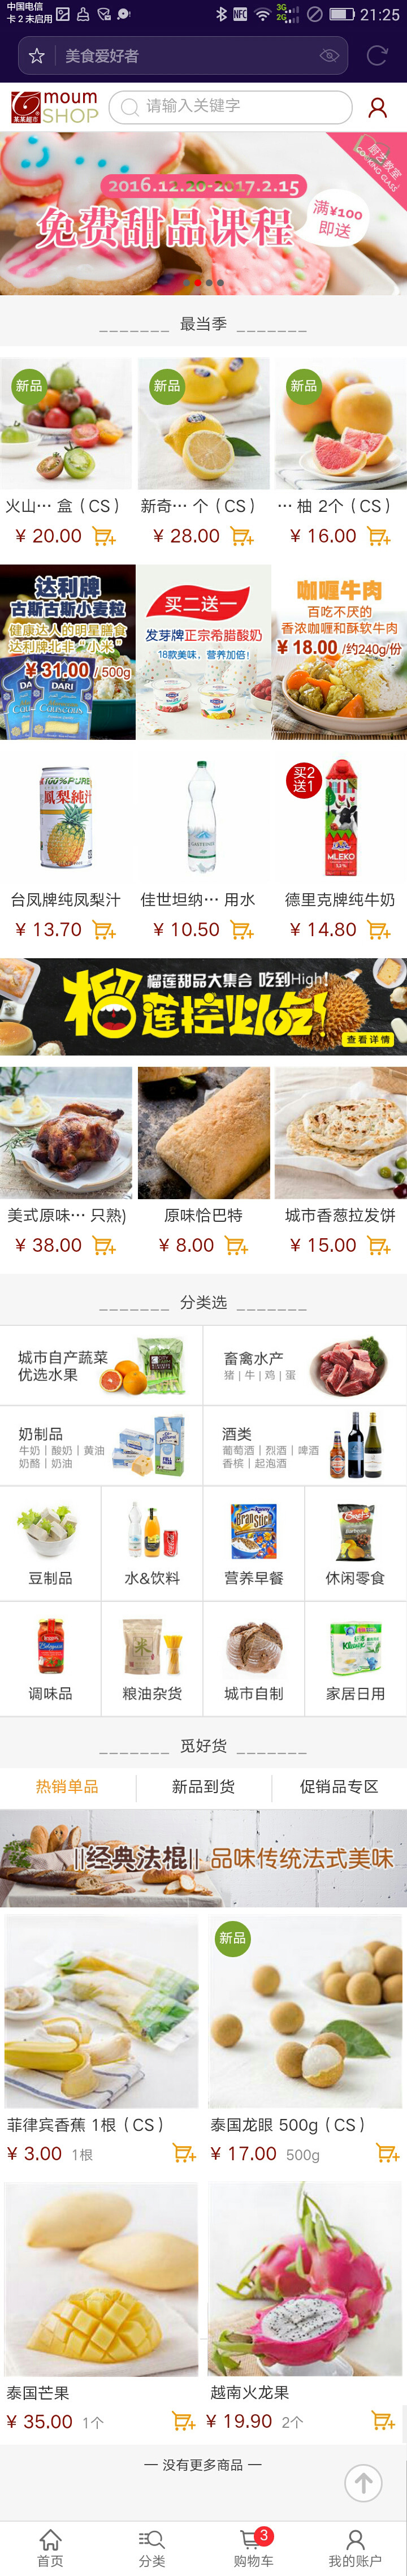 中国电信
卡 2 未启用
NFC
3G
2G
21:25
美食爱好者
moum
SHOP
某某超市
请输入关键字
厨艺教室
COOKING CLASS
2016.12.20-2017.2.15
免费甜品课程
满¥100
即送
最当季
新品
新品
新品
火山… 盒（CS）
新奇… 个（CS）
… 柚 2个（CS）
¥ 20.00
¥ 28.00
¥ 16.00
达利牌
古斯古斯小麦粒
健康达人的明星膳食
达利牌北非“小米”
¥ 31.00 / 500g
DARI
Couscous
买二送一
发芽牌正宗希腊酸奶
18款美味，营养加倍！
咖喱牛肉
百吃不厌的
香浓咖喱和酥软牛肉
¥ 18.00 /约240g/份
100%PURE
鳳梨純汁
GASTEINER
买2
送1
MLEKO
台凤牌纯凤梨汁
佳世坦纳… 用水
德里克牌纯牛奶
¥ 13.70
¥ 10.50
¥ 14.80
榴莲甜品大集合 吃到High！
榴莲控必吃！
查看详情
美式原味… 只熟)
原味恰巴特
城市香葱拉发饼
¥ 38.00
¥ 8.00
¥ 15.00
分类选
城市自产蔬菜
优选水果
畜禽水产
猪 | 牛 | 鸡 | 蛋
奶制品
牛奶 | 酸奶 | 黄油
奶酪 | 奶油
酒类
葡萄酒 | 烈酒 | 啤酒
香槟 | 起泡酒
豆制品
水&饮料
营养早餐
休闲零食
米
调味品
粮油杂货
城市自制
家居日用
觅好货
热销单品
新品到货
促销品专区
||经典法棍|| 品味传统法式美味
新品
菲律宾香蕉 1根（CS）
泰国龙眼 500g（CS）
¥ 3.00 1根
¥ 17.00 500g
泰国芒果
越南火龙果
¥ 35.00 1个
¥ 19.90 2个
— 没有更多商品 —
3
首页
分类
购物车
我的账户